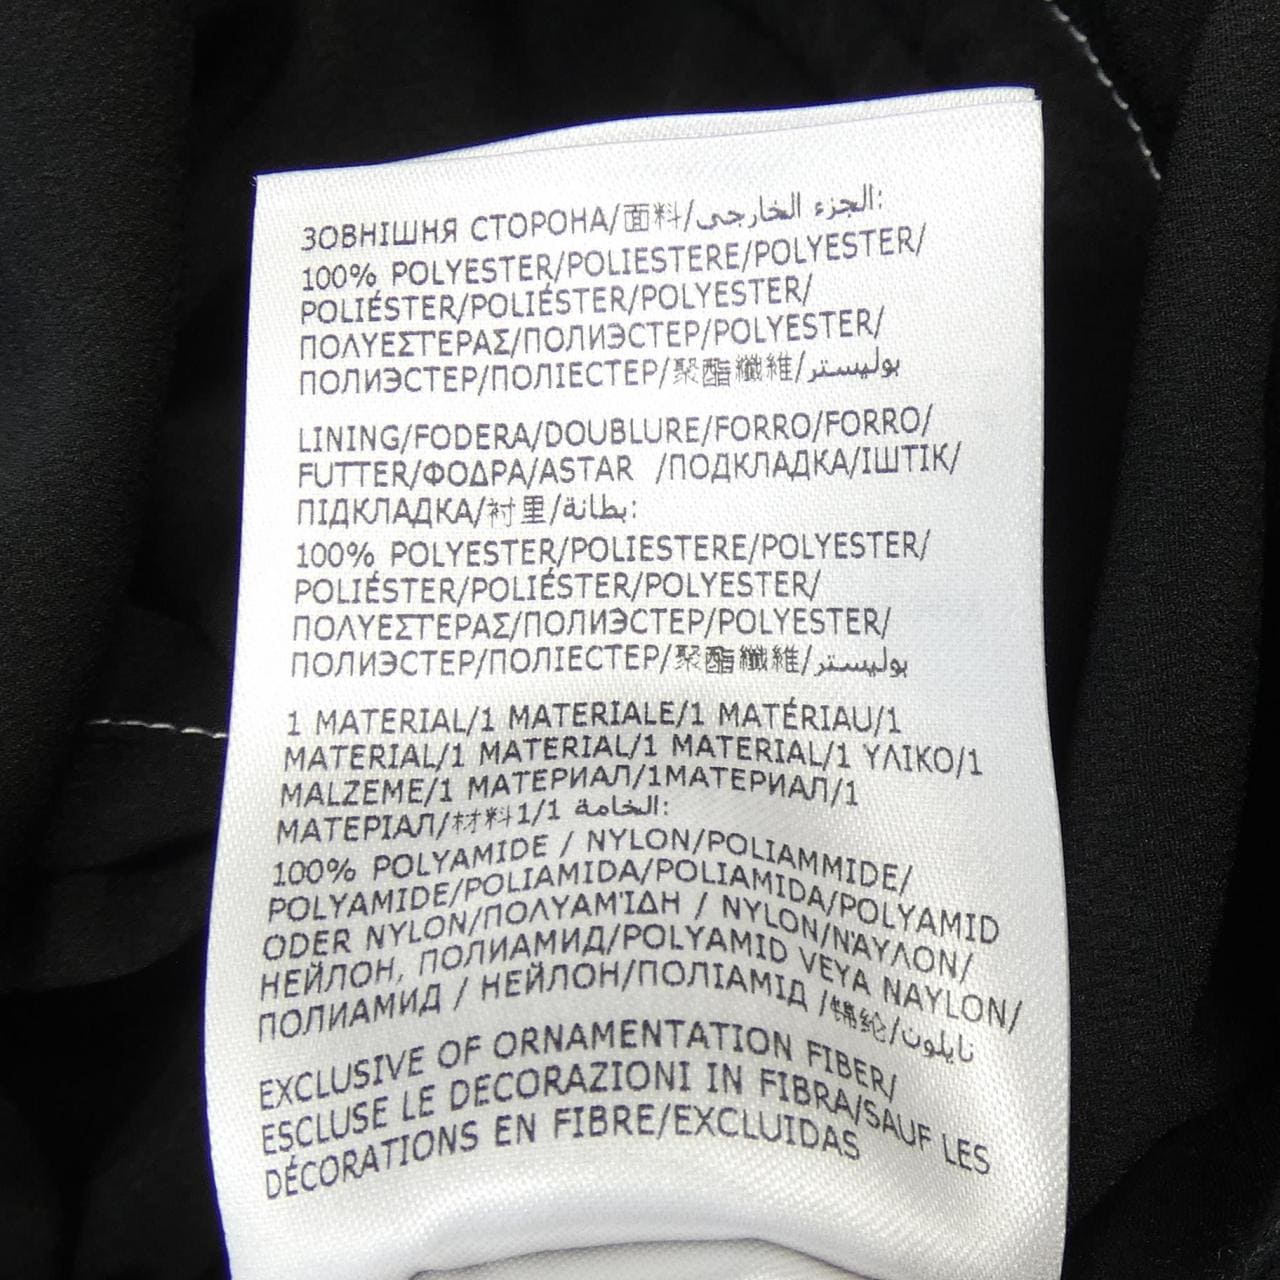 ЗОВНІШНЯ СТОРОНА/面料/الجزء الخارجى:
100% POLYESTER/POLIESTERE/POLYESTER/
POLIÉSTER/POLIÉSTER/POLYESTER/
ΠΟΛΥΕΣΤΕΡΑΣ/ПОЛИЭСТЕР/POLYESTER/
ПОЛИЭСТЕР/ПОЛІЕСТЕР/聚酯纖維/بوليستر
LINING/FODERA/DOUBLURE/FORRO/FORRO/
FUTTER/ΦΟΔΡΑ/ASTAR /ПОДКЛАДКА/ІШТІК/
ПІДКЛАДКА/衬里/بطانة:
100% POLYESTER/POLIESTERE/POLYESTER/
POLIÉSTER/POLIÉSTER/POLYESTER/
ΠΟΛΥΕΣΤΕΡΑΣ/ПОЛИЭСТЕР/POLYESTER/
ПОЛИЭСТЕР/ПОЛІЕСТЕР/聚酯纖維/بوليستر
1 MATERIAL/1 MATERIALE/1 MATÉRIAU/1
MATERIAL/1 MATERIAL/1 MATERIAL/1 ΥΛΙΚΟ/1
MALZEME/1 МАТЕРИАЛ/1МАТЕРИАЛ/1
МАТЕРІАЛ/材料1/1 الخامة:
100% POLYAMIDE / NYLON/POLIAMMIDE/
POLYAMIDE/POLIAMIDA/POLIAMIDA/POLYAMID
ODER NYLON/ΠΟΛΥΑΜΊΔΗ / NYLON/ΝΑΥΛΟΝ/
НЕЙЛОН, ПОЛИАМИД/POLYAMID VEYA NAYLON/
ПОЛИАМИД / НЕЙЛОН/ПОЛІАМІД /锦纶/نايلون
EXCLUSIVE OF ORNAMENTATION FIBER/
ESCLUSE LE DECORAZIONI IN FIBRA/SAUF LES
DÉCORATIONS EN FIBRE/EXCLUIDAS